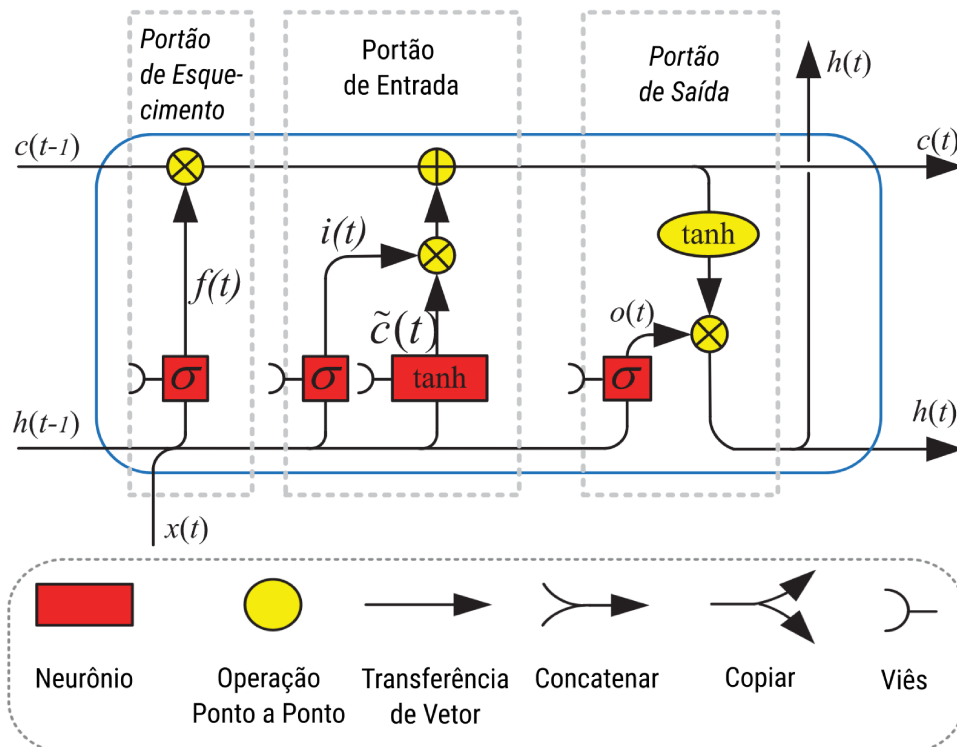 Portão
de Esque-
cimento
Portão
de Entrada
Portão
de Saída
h(t)
c(t-1)
c(t)
i(t)
tanh
f(t)
c̃(t)
o(t)
σ
σ
tanh
σ
h(t-1)
h(t)
x(t)
Neurônio
Operação
Ponto a Ponto
Transferência
de Vetor
Concatenar
Copiar
Viês